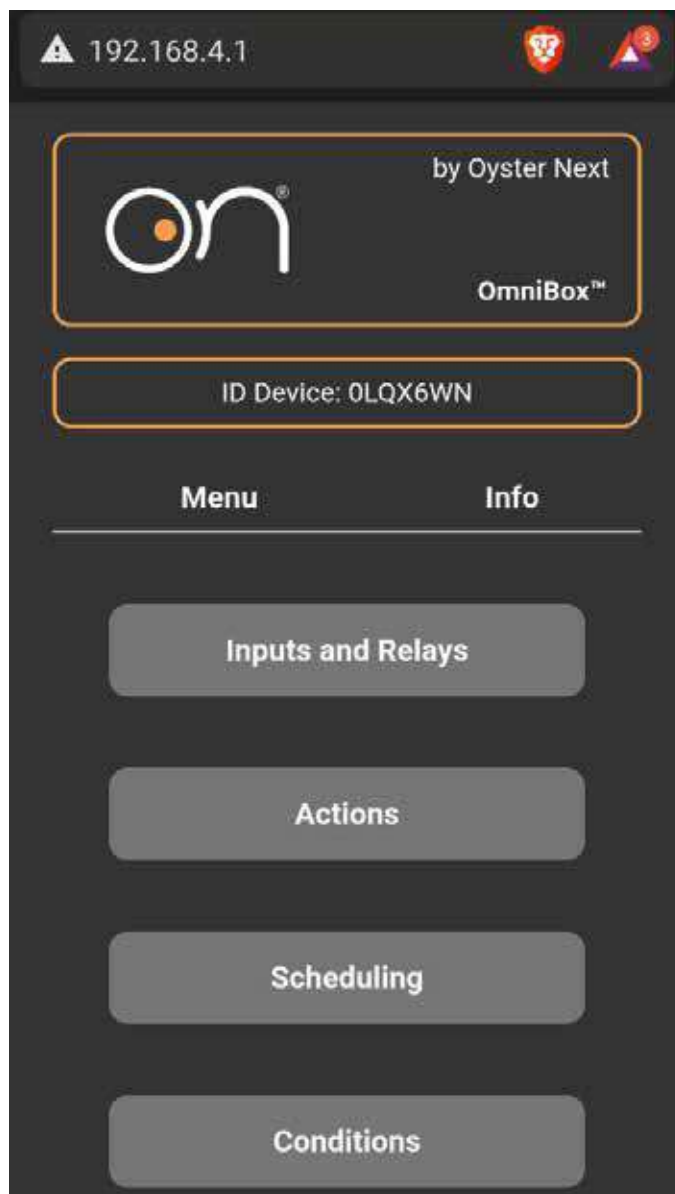 192.168.4.1
3
by Oyster Next
on®
OmniBox™
ID Device: 0LQX6WN
Menu Info
Inputs and Relays
Actions
Scheduling
Conditions